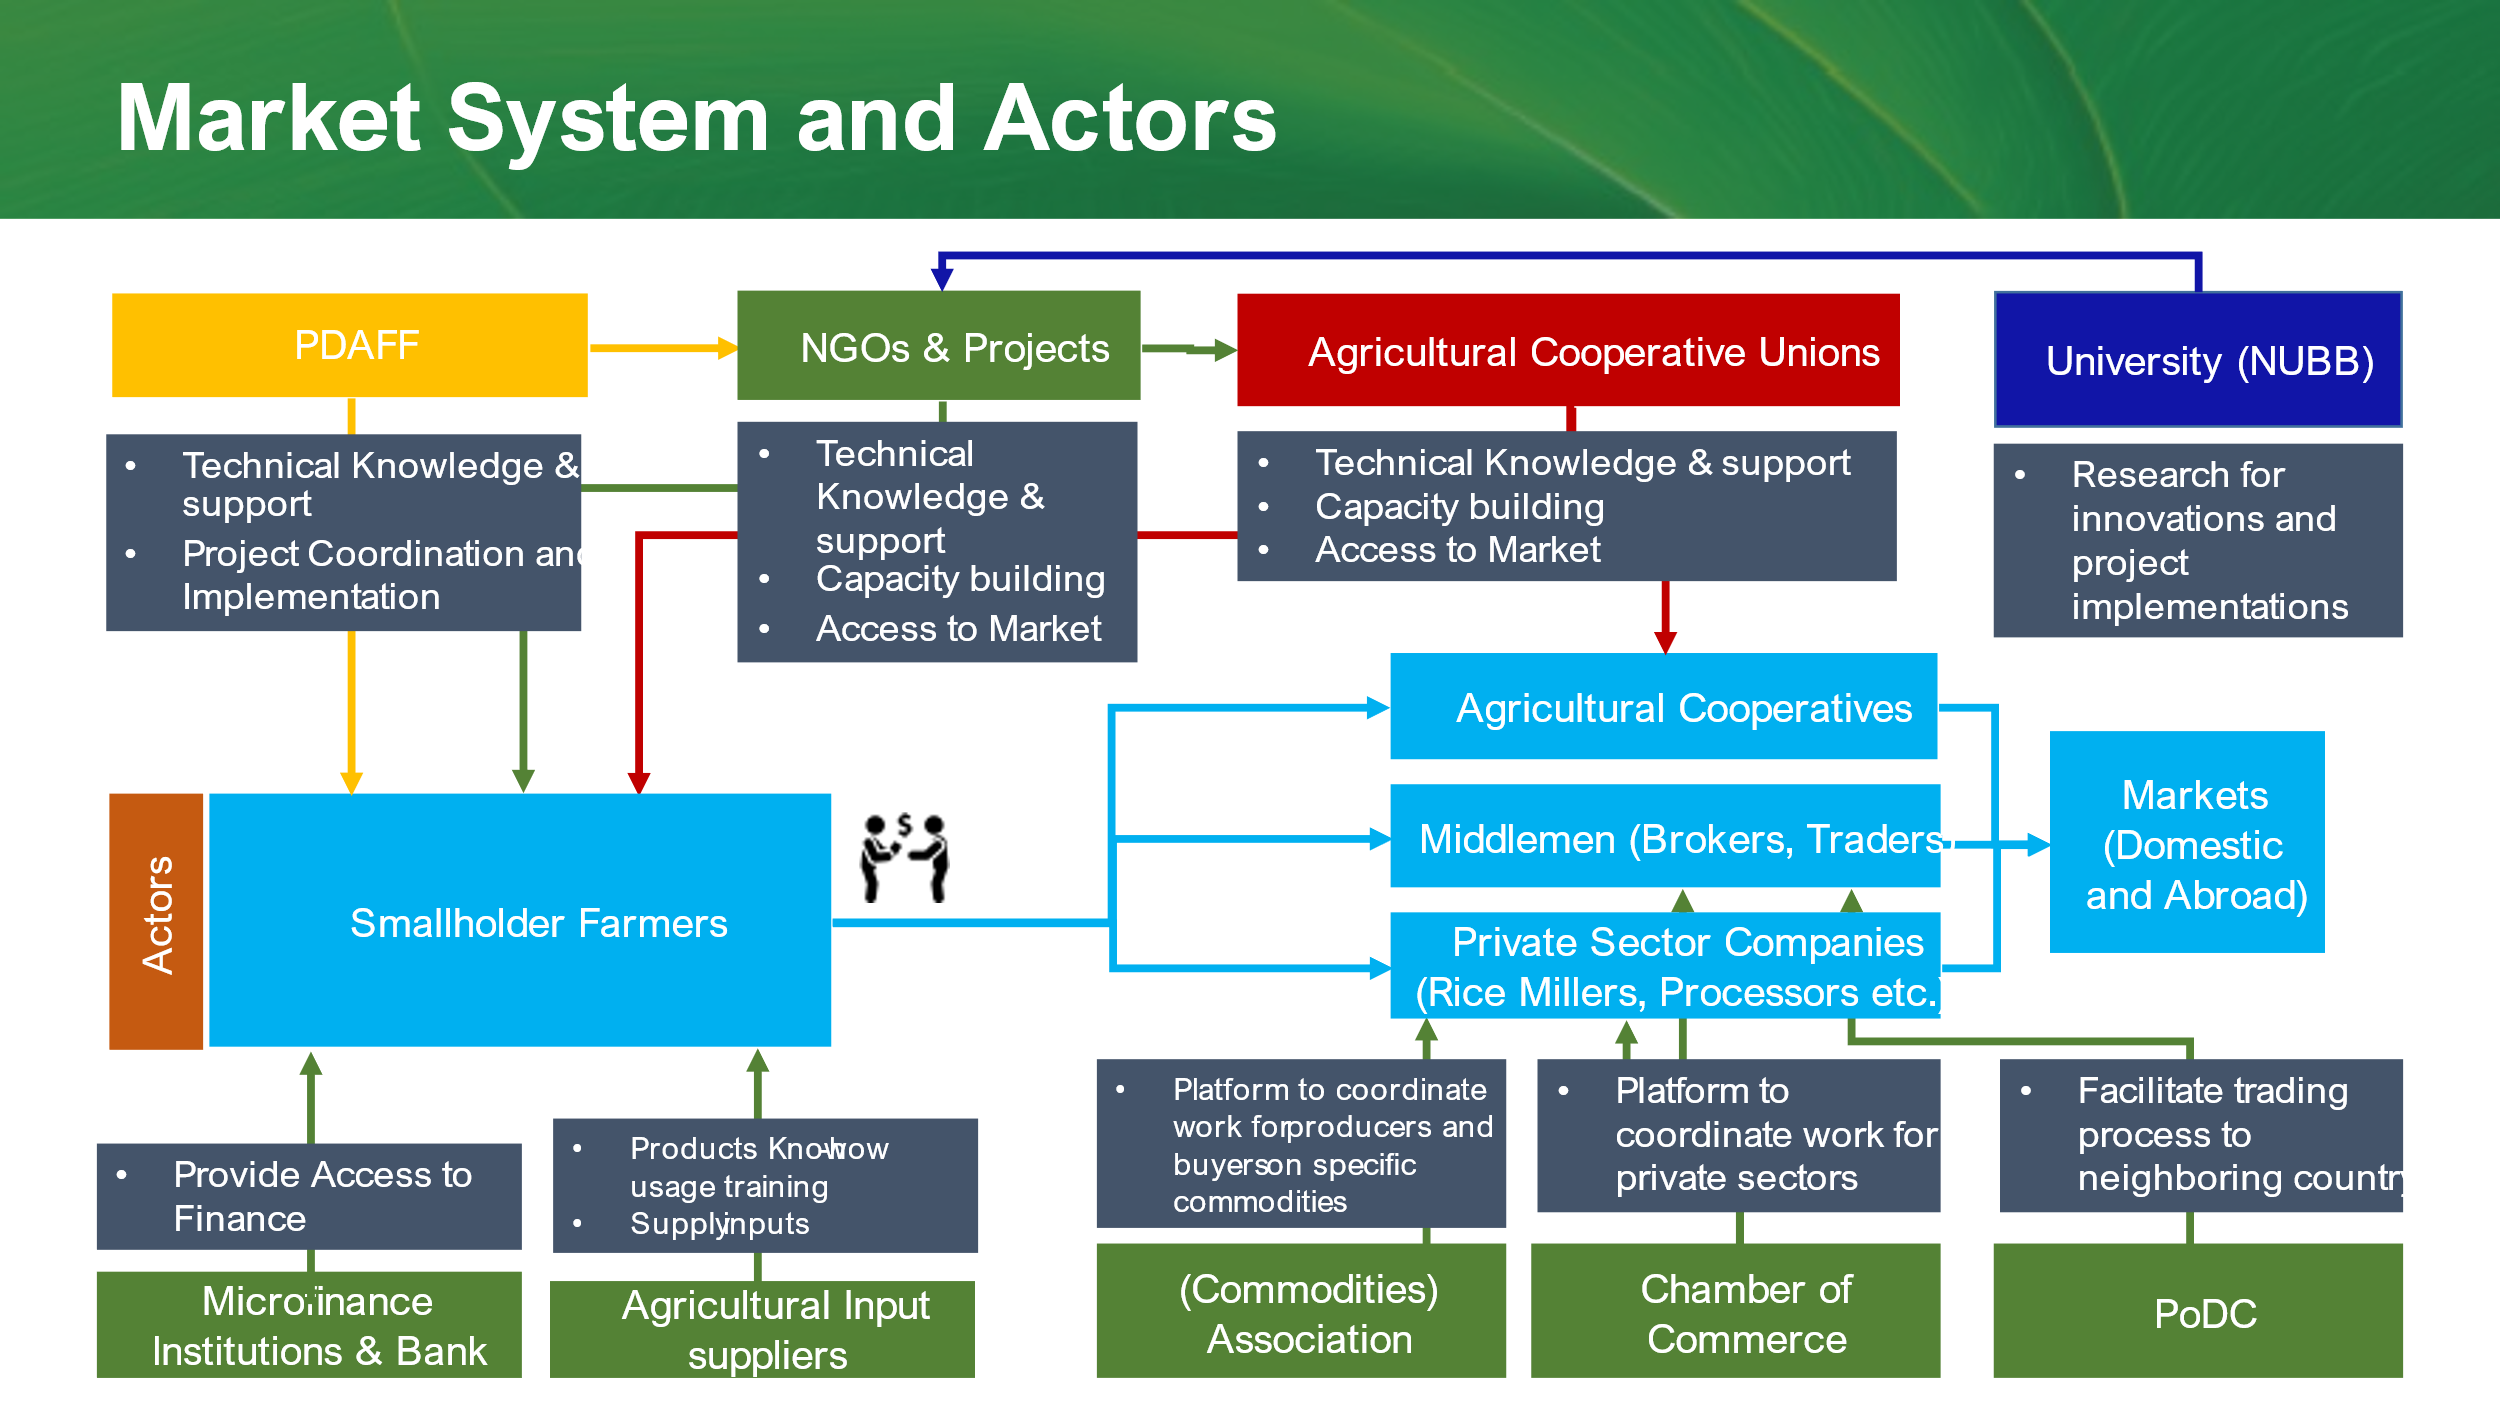 Market System and Actors
PDAFF
NGOs & Projects
Agricultural Cooperative Unions
University (NUBB)
• Technical Knowledge &
support
• Project Coordination and
Implementation
• Technical
Knowledge &
support
• Capacity building
• Access to Market
• Technical Knowledge & support
• Capacity building
• Access to Market
• Research for
innovations and
project
implementations
Actors
Smallholder Farmers
$
Agricultural Cooperatives
Middlemen (Brokers, Traders)
Private Sector Companies
(Rice Millers, Processors etc.)
Markets
(Domestic
and Abroad)
• Provide Access to
Finance
• Products Know-how
usage training
• Supply inputs
• Platform to coordinate
work for producers and
buyers on specific
commodities
• Platform to
coordinate work for
private sectors
• Facilitate trading
process to
neighboring country
Microfinance
Institutions & Bank
Agricultural Input
suppliers
(Commodities)
Association
Chamber of
Commerce
PoDC